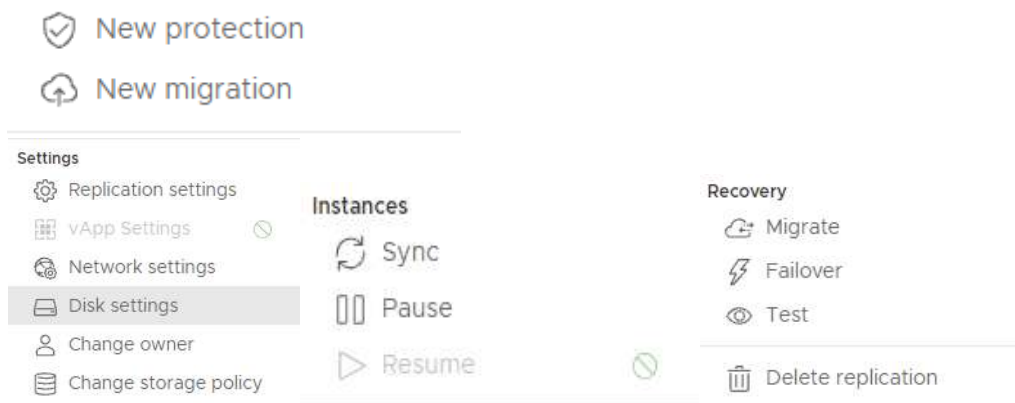 New protection
New migration
Settings
Replication settings
vApp Settings
Network settings
Disk settings
Change owner
Change storage policy
Instances
Sync
Pause
Resume
Recovery
Migrate
Failover
Test
Delete replication